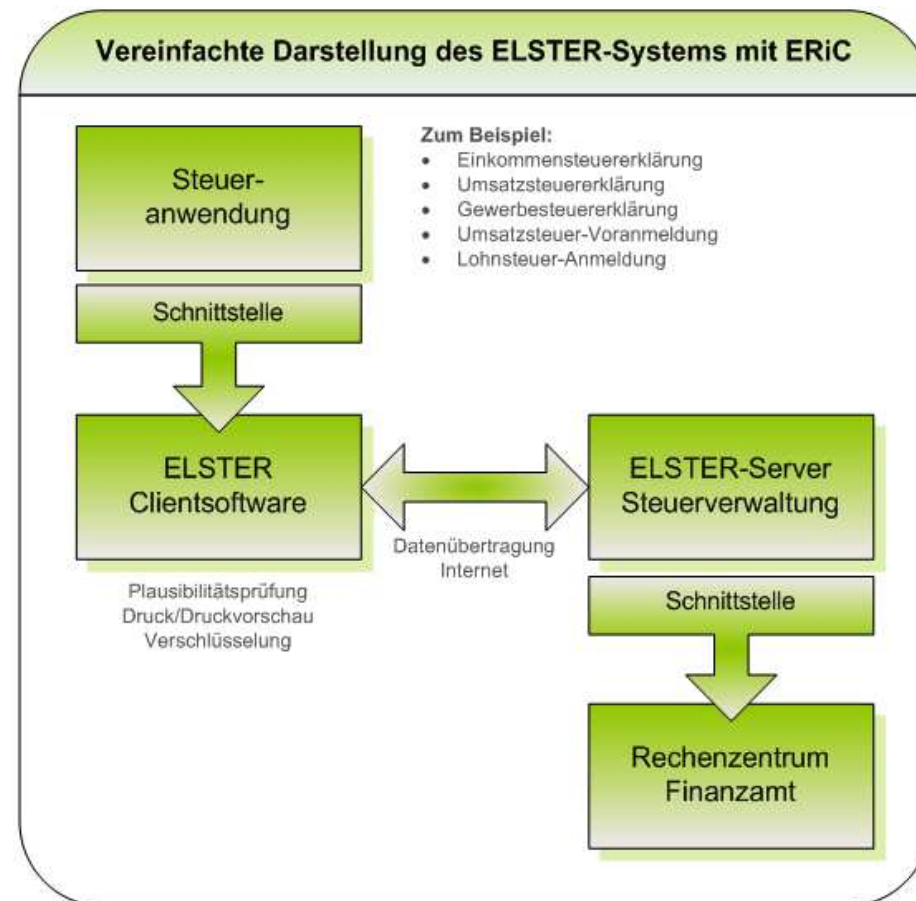 Vereinfachte Darstellung des ELSTER-Systems mit ERiC
Steuer-
anwendung
Zum Beispiel:
• Einkommensteuererklärung
• Umsatzsteuererklärung
• Gewerbesteuererklärung
• Umsatzsteuer-Voranmeldung
• Lohnsteuer-Anmeldung
Schnittstelle
ELSTER
Clientsoftware
Plausibilitätsprüfung
Druck/Druckvorschau
Verschlüsselung
Datenübertragung
Internet
ELSTER-Server
Steuerverwaltung
Schnittstelle
Rechenzentrum
Finanzamt